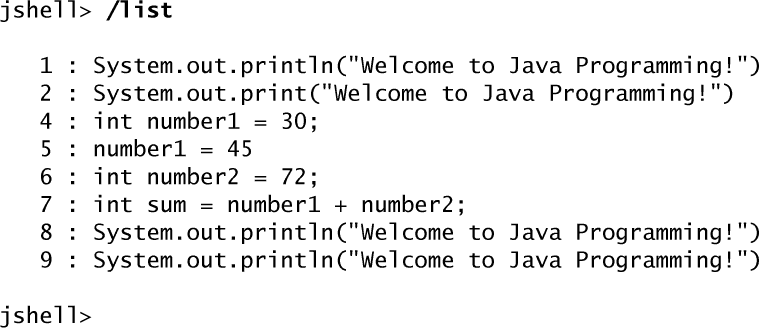 jshell> /list
1 : System.out.println("Welcome to Java Programming!")
2 : System.out.print("Welcome to Java Programming!")
4 : int number1 = 30;
5 : number1 = 45
6 : int number2 = 72;
7 : int sum = number1 + number2;
8 : System.out.println("Welcome to Java Programming!")
9 : System.out.println("Welcome to Java Programming!")
jshell>